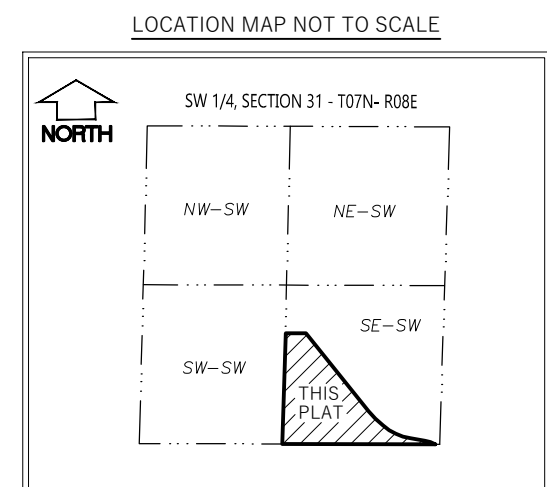 LOCATION MAP NOT TO SCALE
SW 1/4, SECTION 31 - T07N- R08E
NORTH
NW-SW
NE-SW
SE-SW
SW-SW
THIS
PLAT